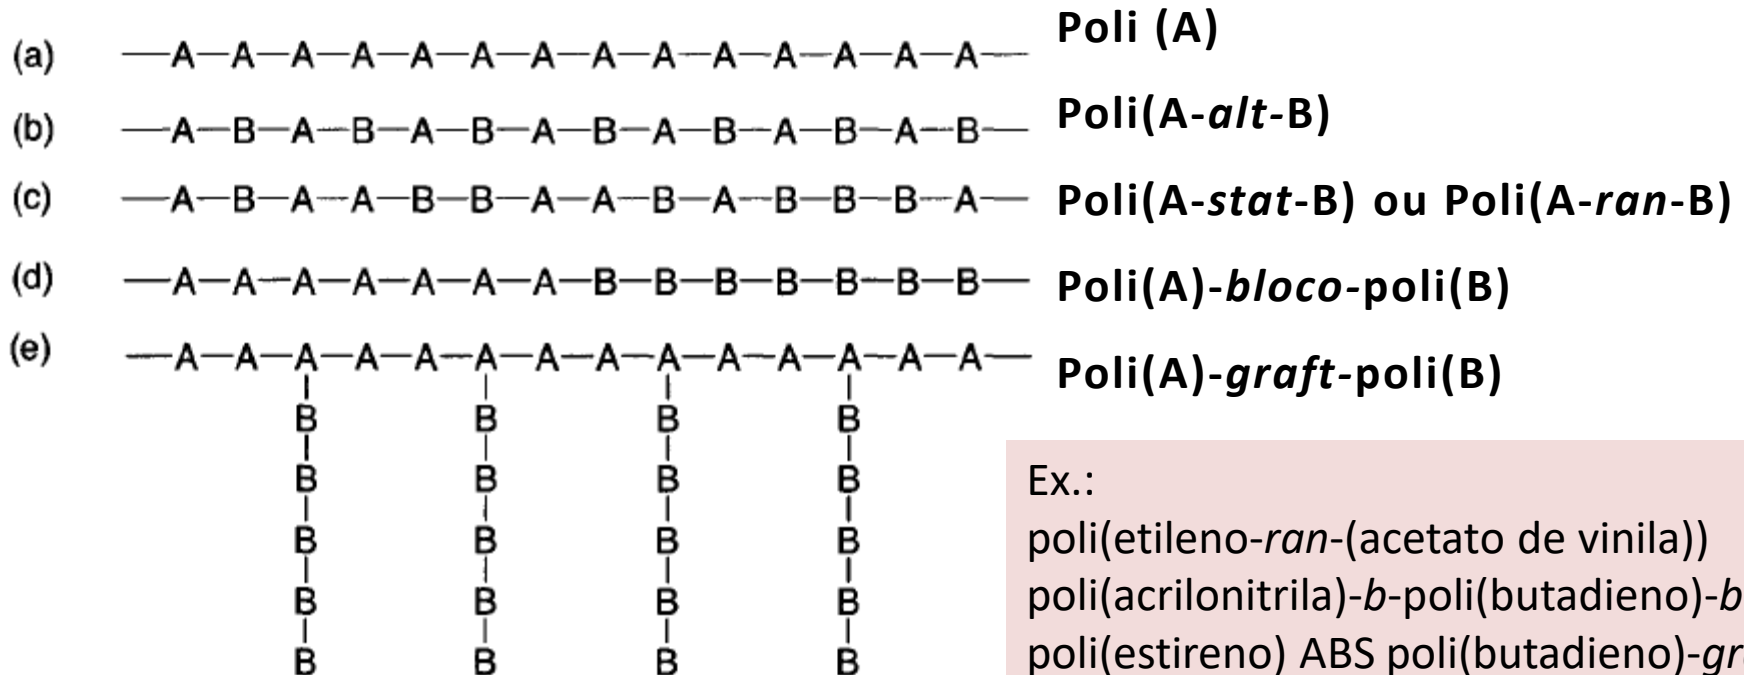 (a) —A—A—A—A—A—A—A—A—A—A—A—A—A—A— Poli (A)
(b) —A—B—A—B—A—B—A—B—A—B—A—B—A—B— Poli(A-alt-B)
(c) —A—B—A—A—B—B—A—A—B—A—B—B—B—A— Poli(A-stat-B) ou Poli(A-ran-B)
(d) —A—A—A—A—A—A—A—B—B—B—B—B—B—B— Poli(A)-bloco-poli(B)
(e) —A—A—A—A—A—A—A—A—A—A—A—A—A—A— Poli(A)-graft-poli(B)
B B B B
B B B B
B B B B
B B B B
B B B B
Ex.:
poli(etileno-ran-(acetato de vinila))
poli(acrilonitrila)-b-poli(butadieno)-b
poli(estireno) ABS poli(butadieno)-gr